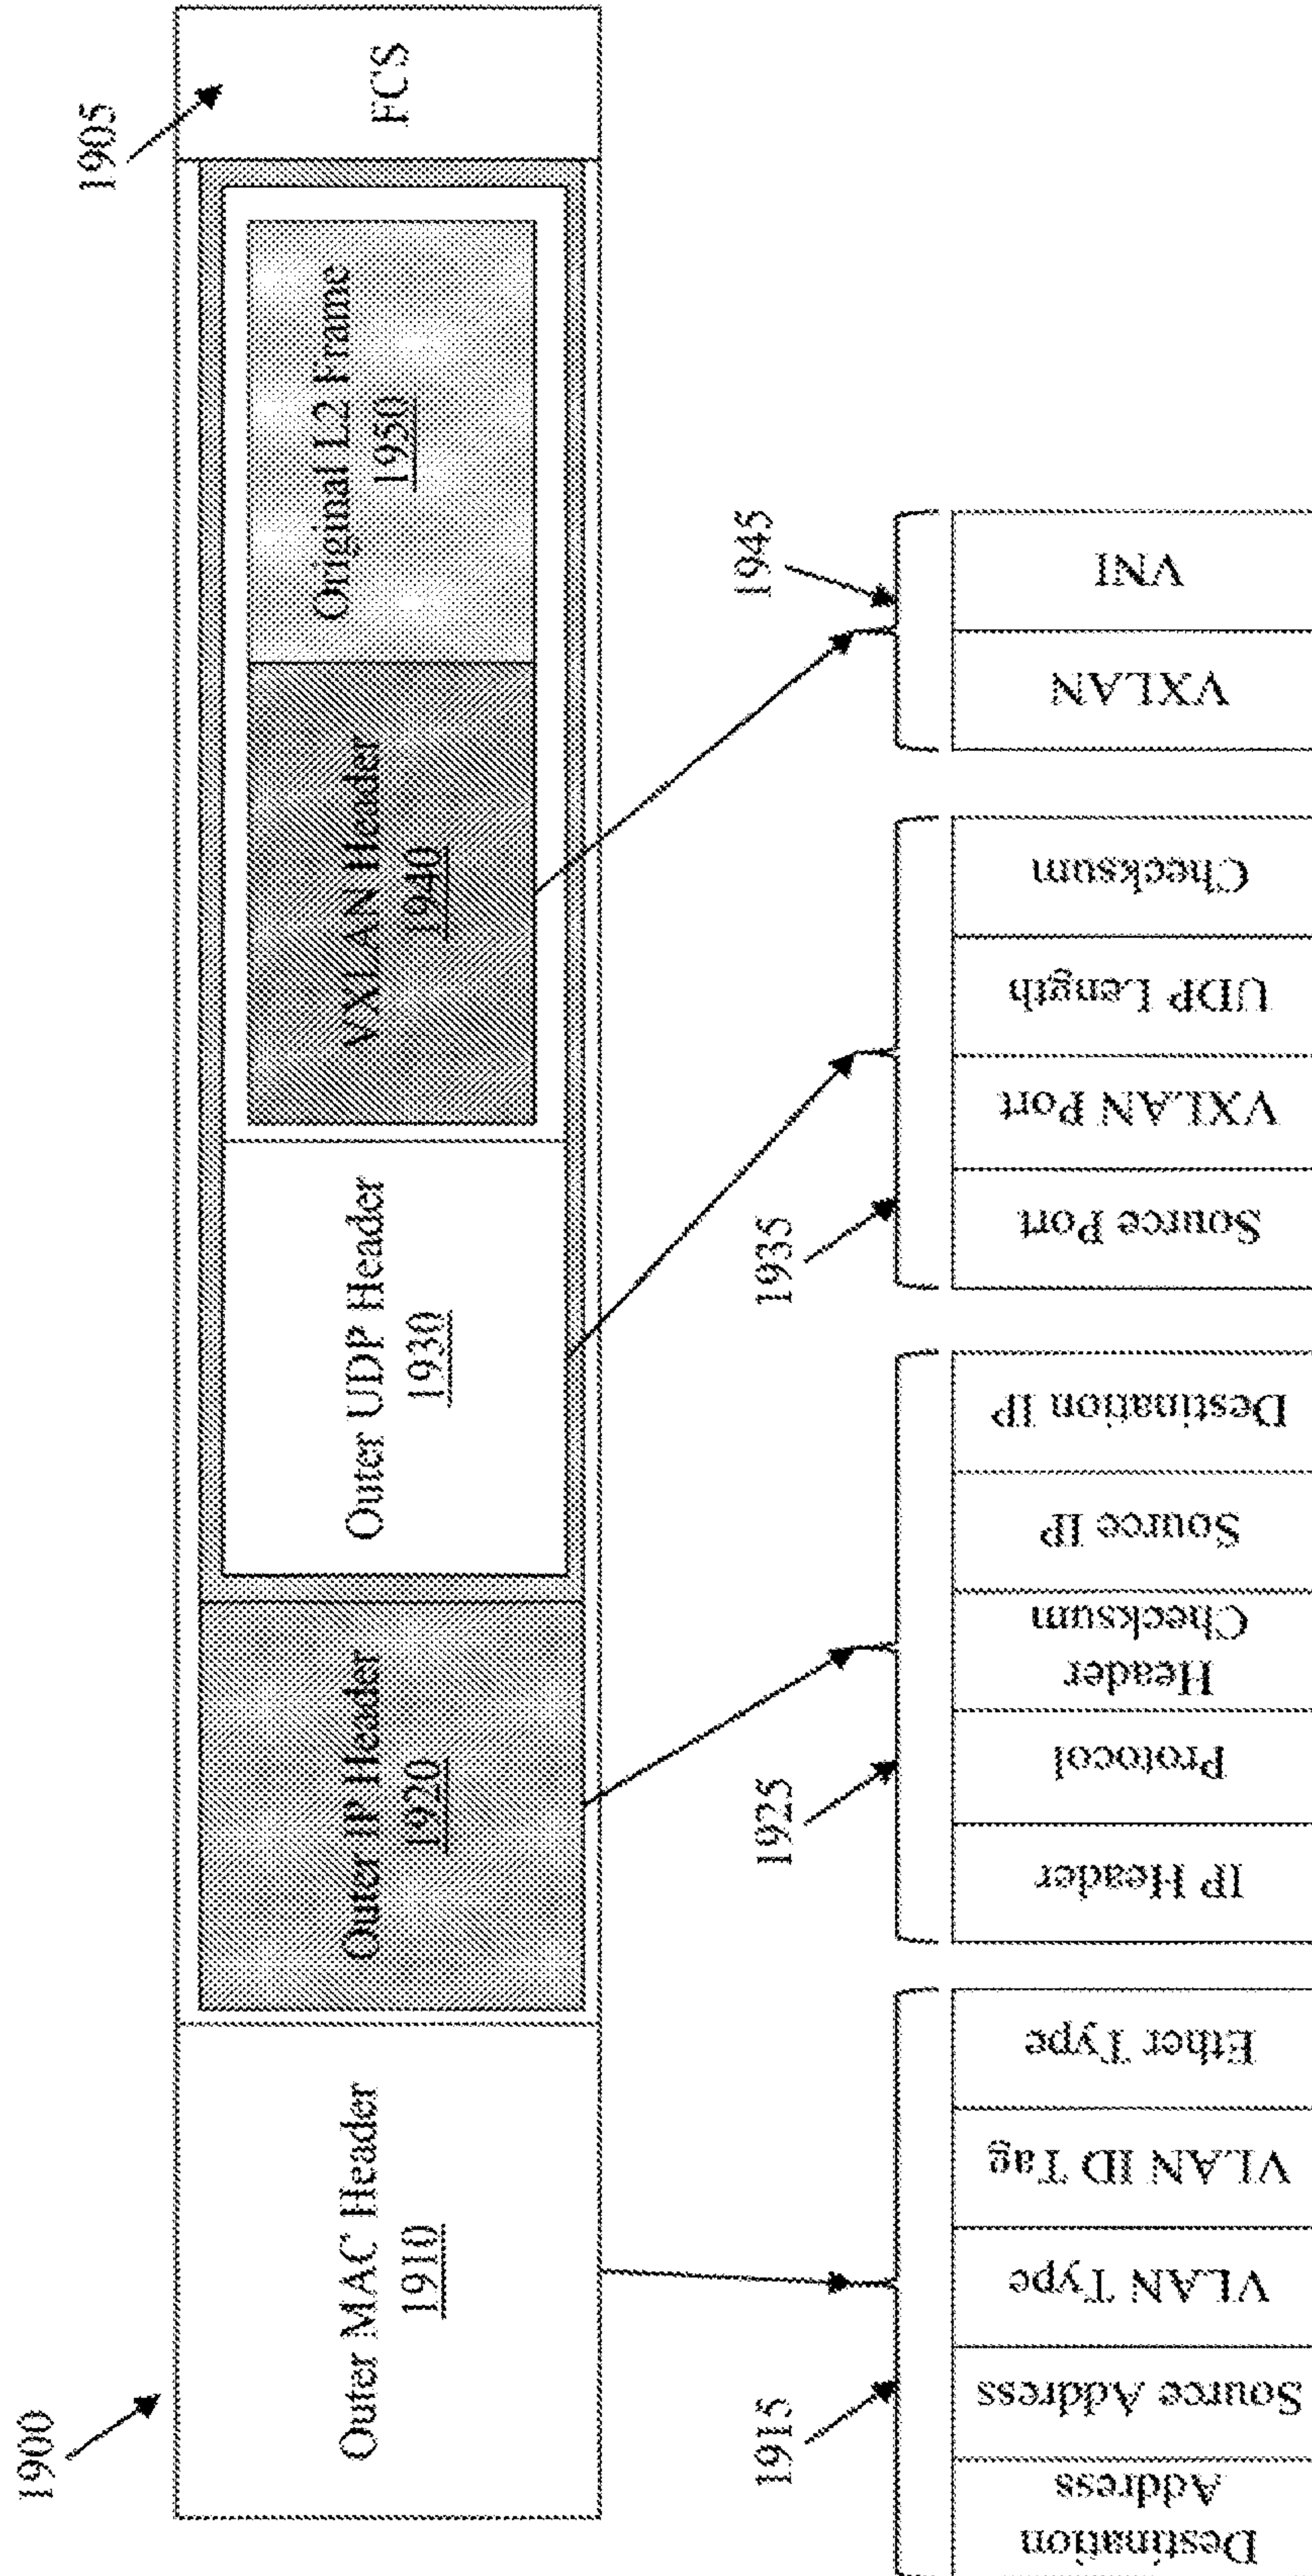 1900
1905
Outer MAC Header
1910
Outer IP Header
1920
Outer UDP Header
1930
VXLAN Header
1940
Original L2 Frame
1950
FCS
1915
Destination
Address
Source Address
VLAN Type
VLAN ID Tag
Ether Type
1925
IP Header
Protocol
Header
Checksum
Source IP
Destination IP
1935
Source Port
VXLAN Port
UDP Length
Checksum
1945
VXLAN
VNI